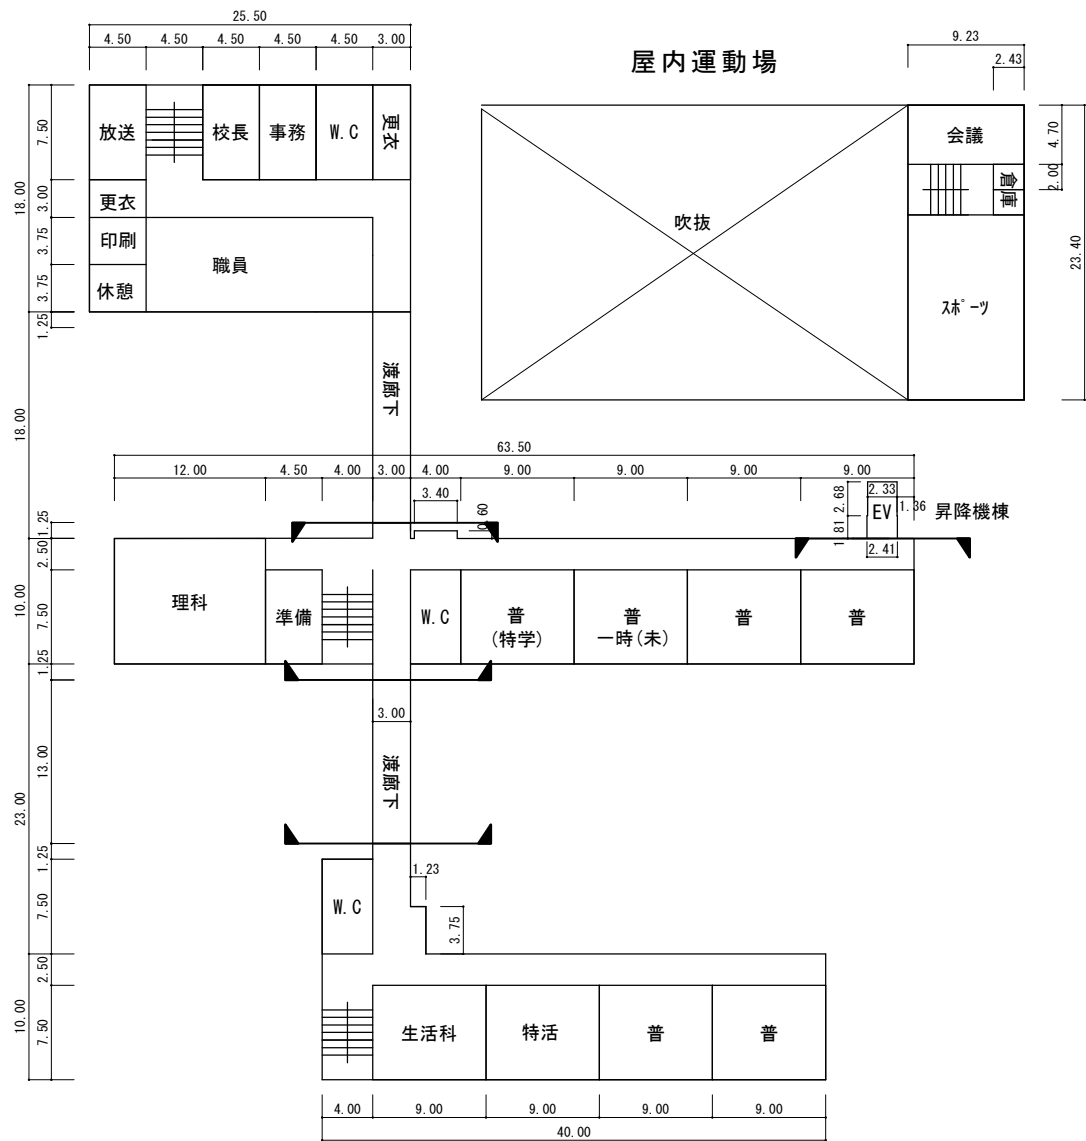 25.50
4.50 4.50 4.50 4.50 4.50 3.00
屋内運動場
9.23
2.43
放送 校長 事務 W.C 更衣
7.50
会議
4.70
倉庫
2.00
18.00
更衣
3.00
印刷
3.75
吹抜
職員
休憩
3.75
23.40
スポーツ
1.25
渡廊下
18.00
63.50
12.00 4.50 4.00 3.00 4.00 9.00 9.00 9.00 9.00
3.40
0.60
2.68 2.33
EV 1.36 昇降機棟
1.81
1.25
2.41
2.50
理科 準備 W.C 普 普 普 普
(特学) 一時(未)
10.00
7.50
1.25
3.00
渡廊下
13.00
23.00
1.25
1.23
W.C
7.50
3.75
2.50
10.00
7.50
生活科 特活 普 普
4.00 9.00 9.00 9.00 9.00
40.00